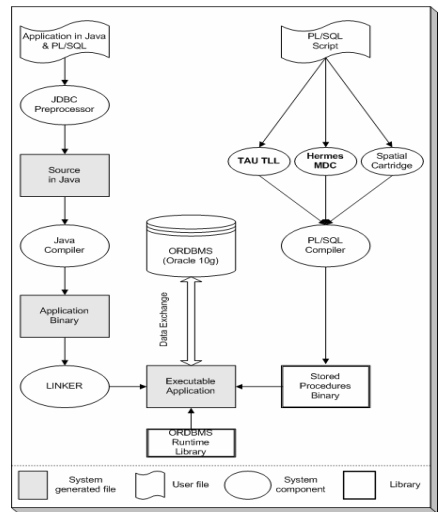 Application in Java
& PL/SQL
PL/SQL
Script
JDBC
Preprocessor
TAU TLL
Hermes
MDC
Spatial
Cartridge
Source
in Java
Java
Compiler
ORDBMS
(Oracle 10g)
PL/SQL
Compiler
Data Exchange
Application
Binary
LINKER
Executable
Application
Stored
Procedures
Binary
ORDBMS
Runtime
Library
System
generated file
User file
System
component
Library